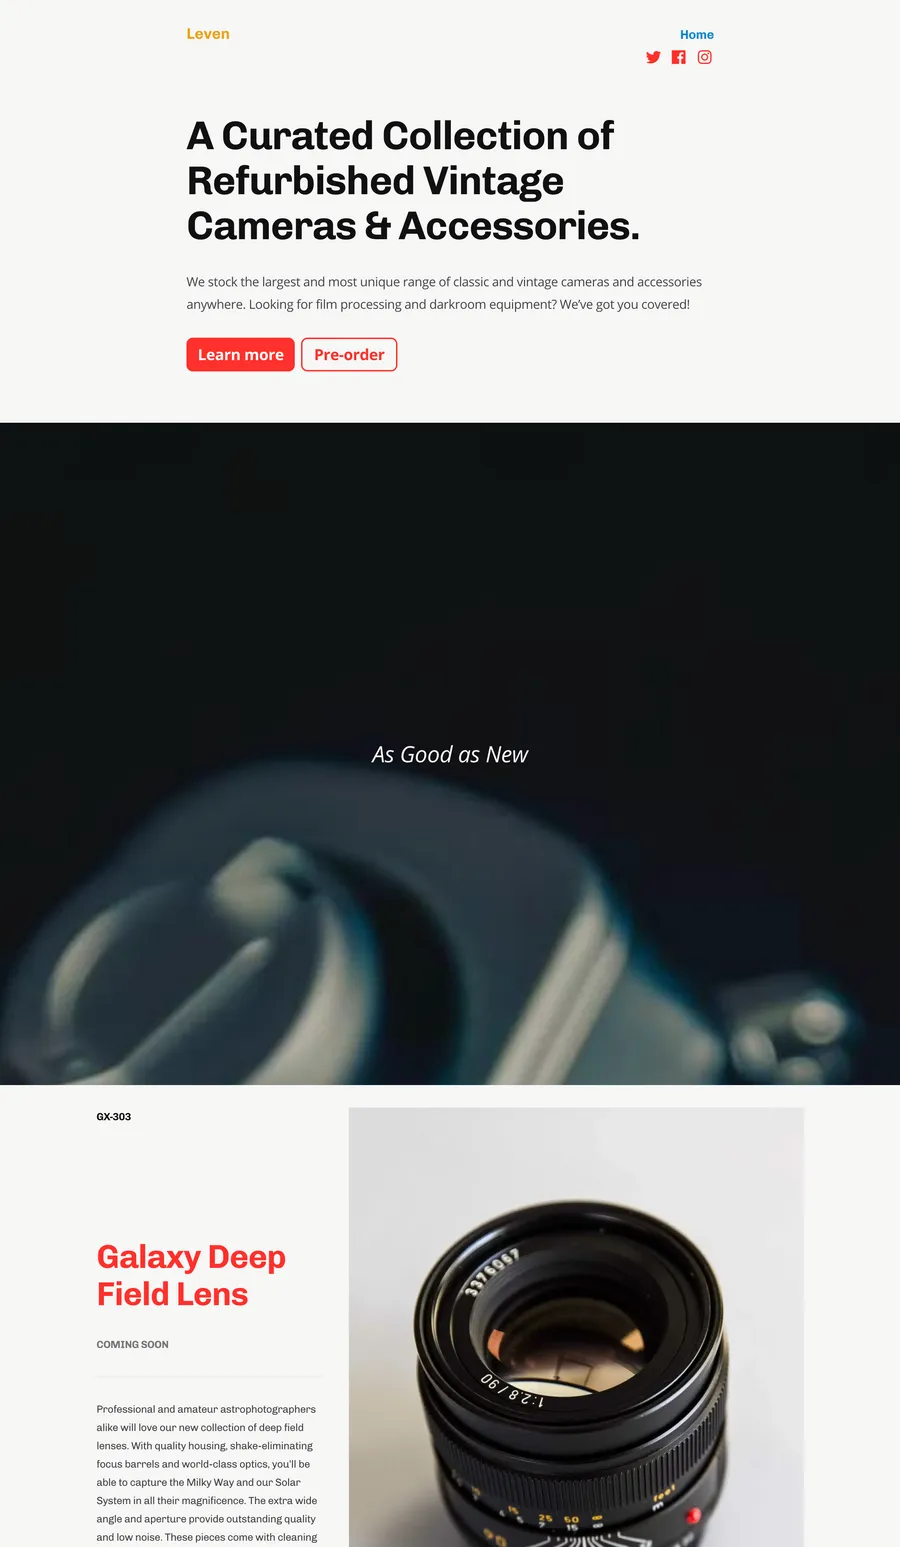 Leven
Home
A Curated Collection of
Refurbished Vintage
Cameras & Accessories.
We stock the largest and most unique range of classic and vintage cameras and accessories
anywhere. Looking for film processing and darkroom equipment? We’ve got you covered!
Learn more
Pre-order
As Good as New
GX-303
Galaxy Deep
Field Lens
COMING SOON
Professional and amateur astrophotographers
alike will love our new collection of deep field
lenses. With quality housing, shake-eliminating
focus barrels and world-class optics, you’ll be
able to capture the Milky Way and our Solar
System in all their magnificence. The extra wide
angle and aperture provide outstanding quality
and low noise. These pieces come with cleaning
3376067
1:2.8/90
feet
m
15
25 50 ∞
7 15 ∞
90